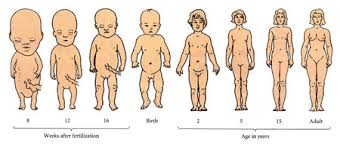 8 12 16 Birth 2 5 15 Adult
Weeks after fertilization Age in years